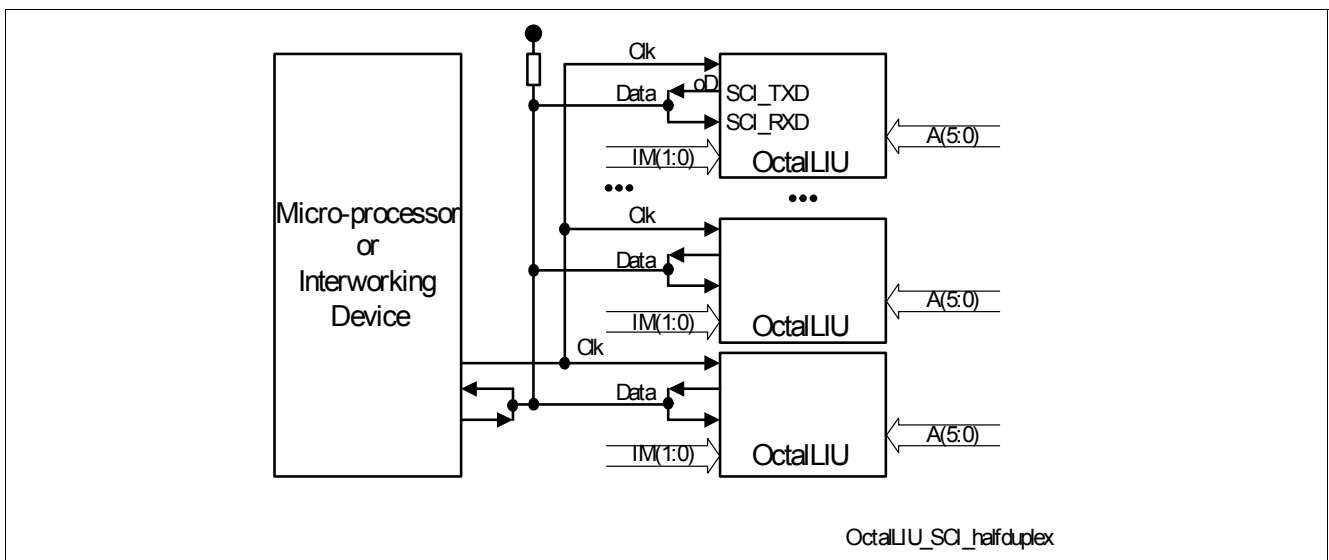 Clk
oD
Data
SCI_TXD
SCI_RXD
A(5:0)
IM(1:0)
OctalLIU
•••
•••
Micro-processor
or
Interworking
Device
Clk
Data
A(5:0)
IM(1:0)
OctalLIU
Clk
Data
A(5:0)
IM(1:0)
OctalLIU
OctalLIU_SCI_halfduplex